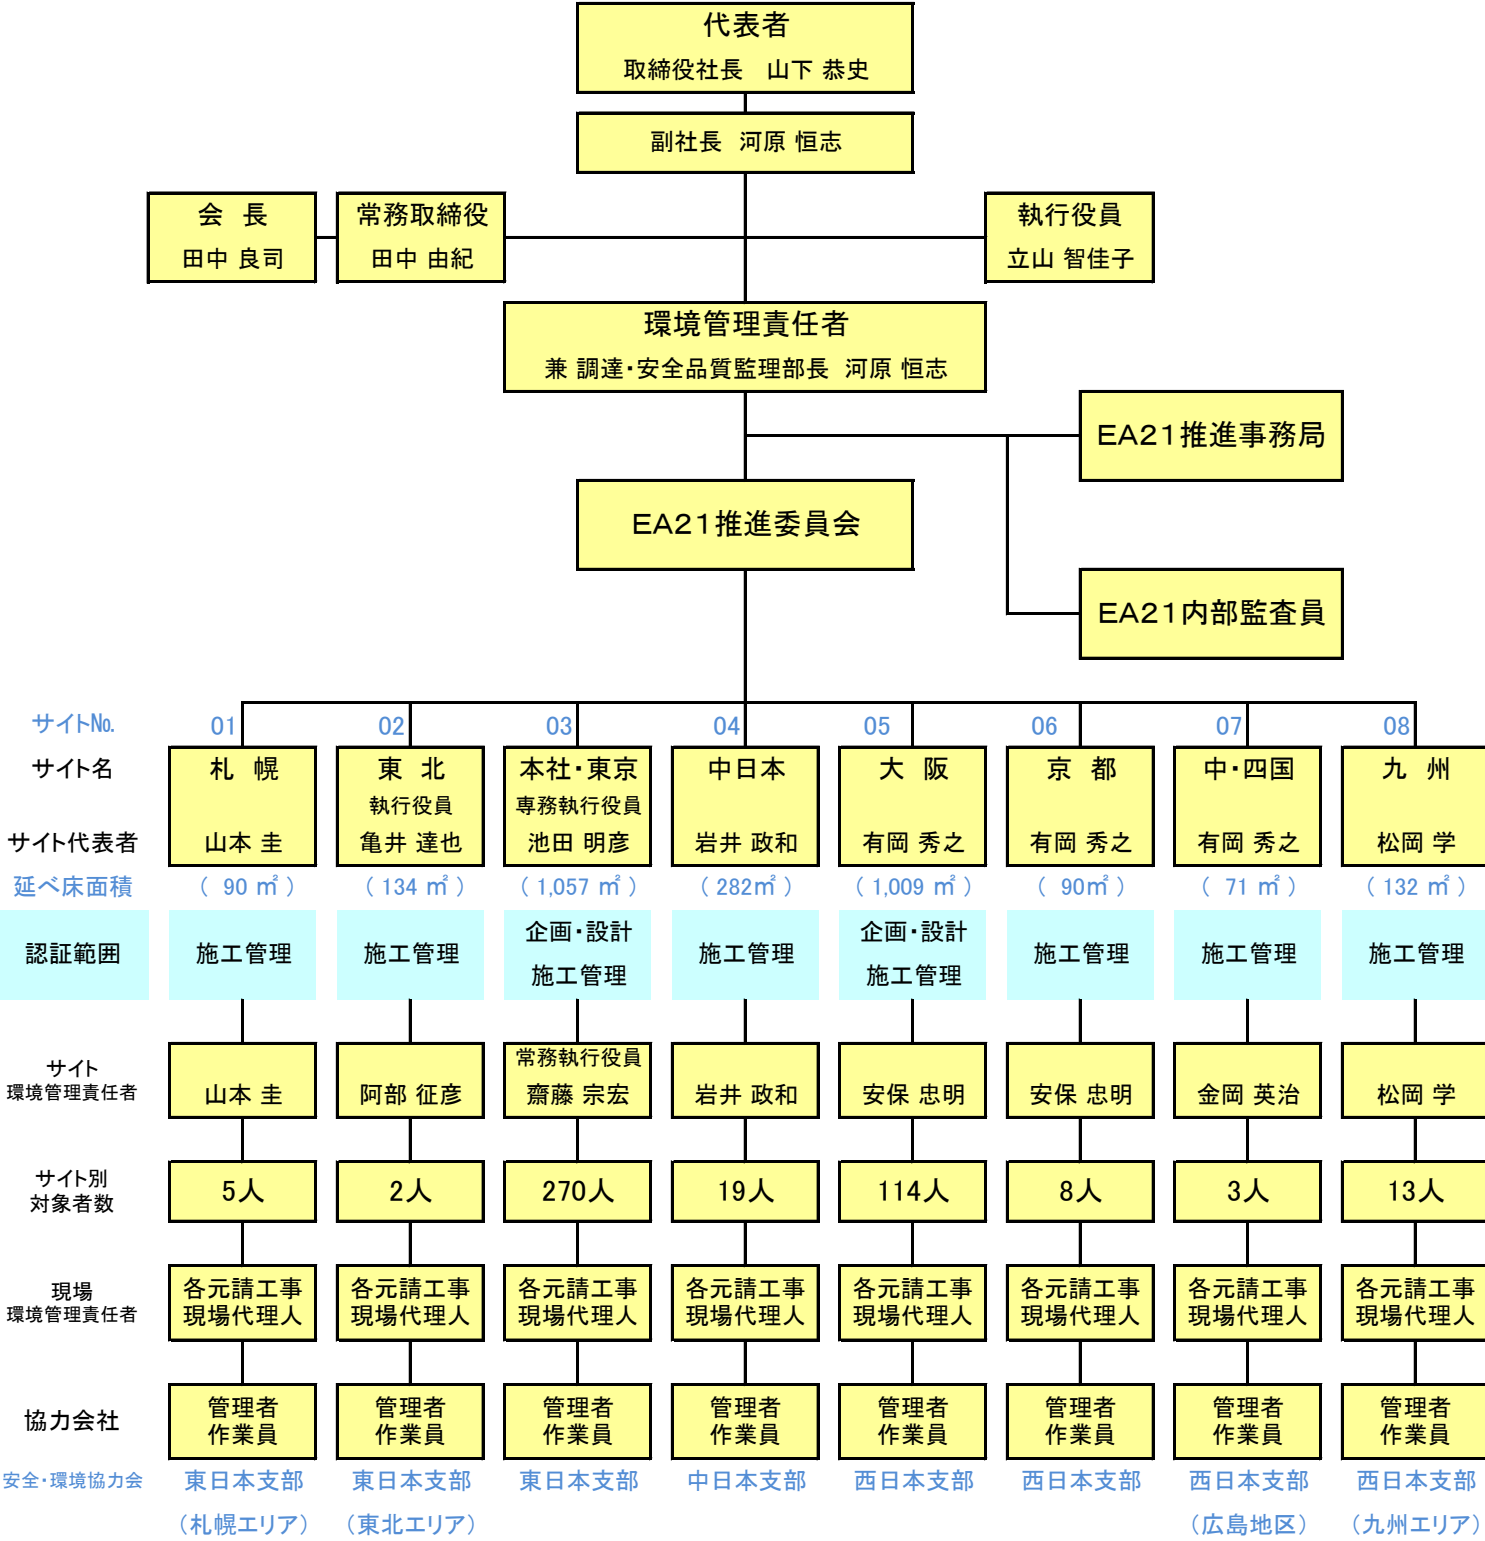 代表者
取締役社長　山下 恭史
副社長 河原 恒志
会 長
田中 良司
常務取締役
田中 由紀
執行役員
立山 智佳子
環境管理責任者
兼 調達・安全品質監理部長 河原 恒志
EA21推進事務局
EA21推進委員会
EA21内部監査員
サイト№ 01 02 03 04 05 06 07 08
サイト名 札 幌 東 北 本社・東京 中日本 大 阪 京 都 中・四国 九 州
執行役員 専務執行役員
サイト代表者 山本 圭 亀井 達也 池田 明彦 岩井 政和 有岡 秀之 有岡 秀之 有岡 秀之 松岡 学
延べ床面積 （ 90 ㎡ ） （ 134 ㎡ ） （ 1,057 ㎡ ） （ 282㎡ ） （ 1,009 ㎡ ） （ 90㎡ ） （ 71 ㎡ ） （ 132 ㎡ ）
企画・設計 企画・設計
認証範囲 施工管理 施工管理 施工管理 施工管理 施工管理 施工管理
施工管理 施工管理
常務執行役員
サイト
環境管理責任者 山本 圭 阿部 征彦 齋藤 宗宏 岩井 政和 安保 忠明 安保 忠明 金岡 英治 松岡 学
サイト別
対象者数 5人 2人 270人 19人 114人 8人 3人 13人
現場 各元請工事 各元請工事 各元請工事 各元請工事 各元請工事 各元請工事 各元請工事 各元請工事
環境管理責任者 現場代理人 現場代理人 現場代理人 現場代理人 現場代理人 現場代理人 現場代理人 現場代理人
管理者 管理者 管理者 管理者 管理者 管理者 管理者 管理者
協力会社 作業員 作業員 作業員 作業員 作業員 作業員 作業員 作業員
安全・環境協力会 東日本支部 東日本支部 東日本支部 中日本支部 西日本支部 西日本支部 西日本支部 西日本支部
（札幌エリア） （東北エリア） （広島地区） （九州エリア）